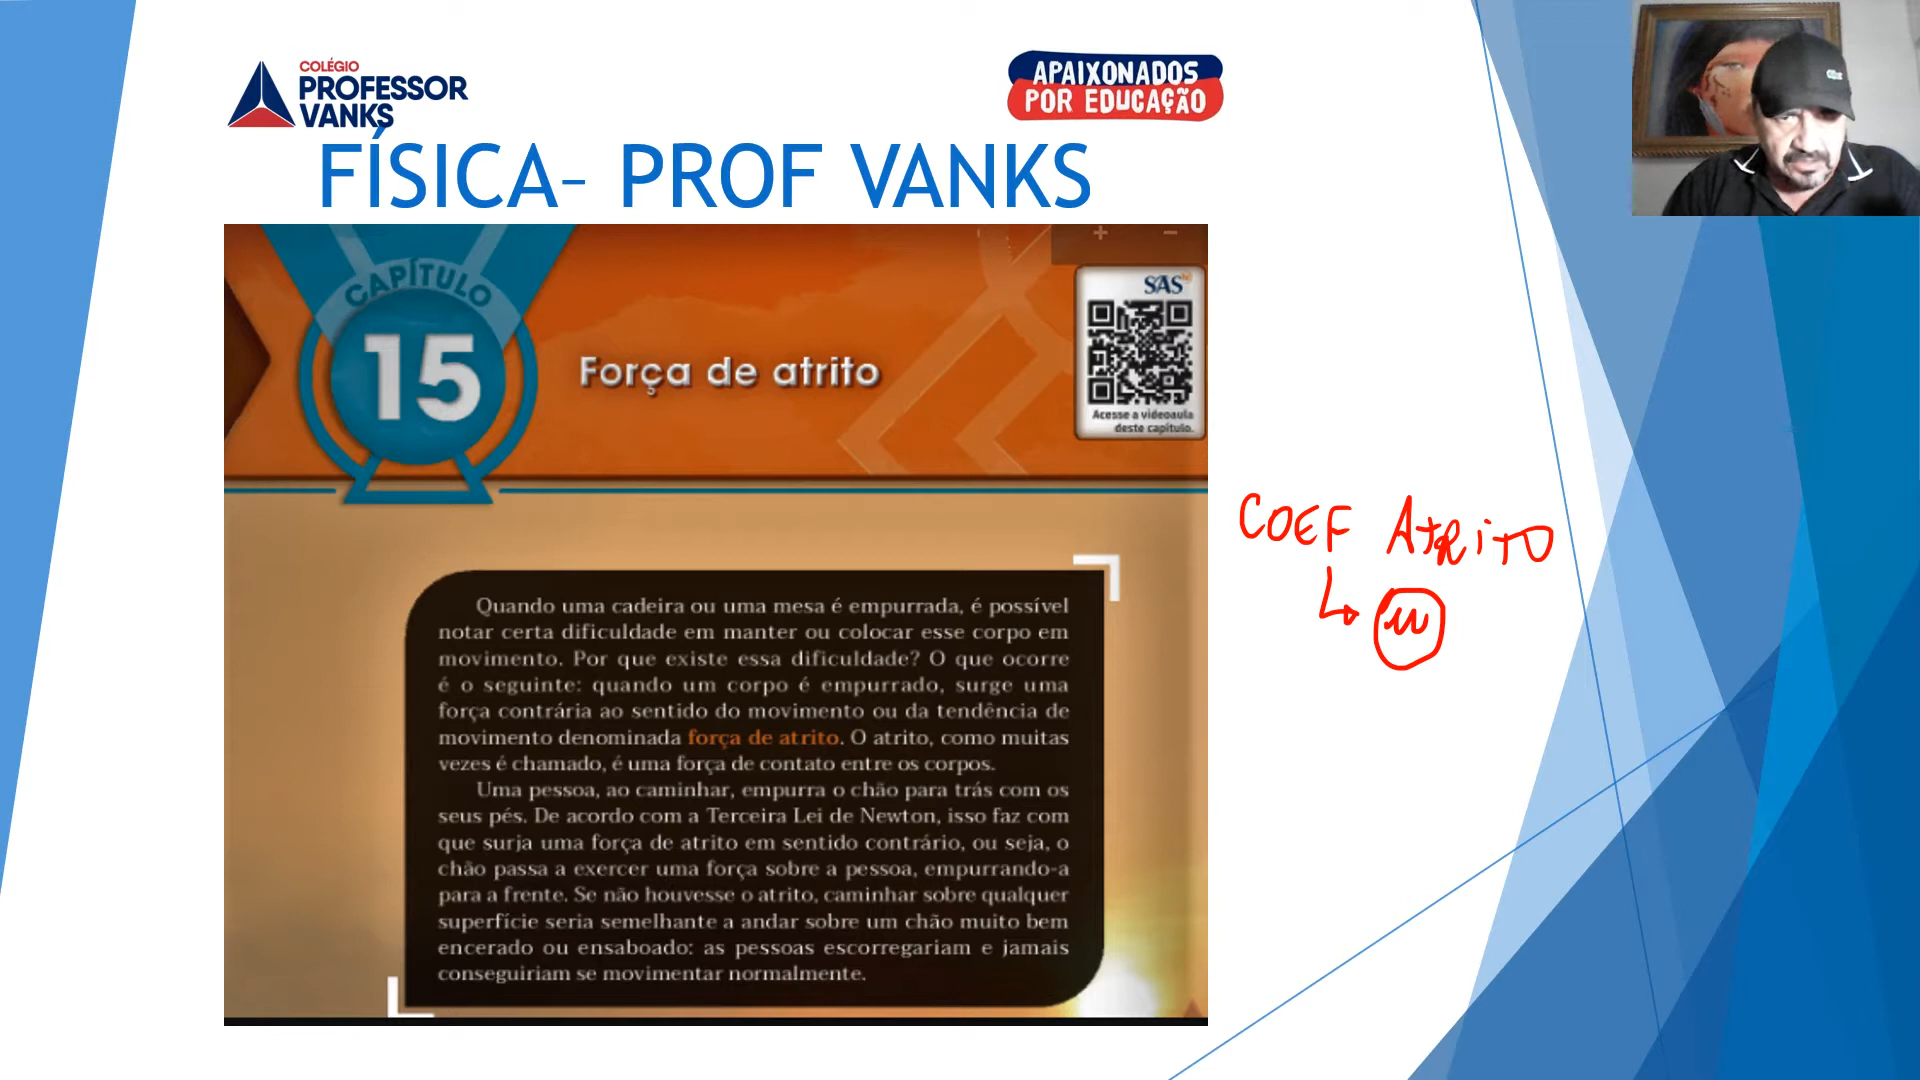 COLÉGIO
PROFESSOR
VANKS
APAIXONADOS
POR EDUCAÇÃO
FÍSICA– PROF VANKS
CAPÍTULO
15
Força de atrito
SAS
Acesse a videoaula
deste capítulo.
COEF ATRITO
Quando uma cadeira ou uma mesa é empurrada, é possível
notar certa dificuldade em manter ou colocar esse corpo em
movimento. Por que existe essa dificuldade? O que ocorre
é o seguinte: quando um corpo é empurrado, surge uma
força contrária ao sentido do movimento ou da tendência de
movimento denominada força de atrito. O atrito, como muitas
vezes é chamado, é uma força de contato entre os corpos.
Uma pessoa, ao caminhar, empurra o chão para trás com os
seus pés. De acordo com a Terceira Lei de Newton, isso faz com
que surja uma força de atrito em sentido contrário, ou seja, o
chão passa a exercer uma força sobre a pessoa, empurrando-a
para a frente. Se não houvesse o atrito, caminhar sobre qualquer
superfície seria semelhante a andar sobre um chão muito bem
encerado ou ensaboado: as pessoas escorregariam e jamais
conseguiriam se movimentar normalmente.